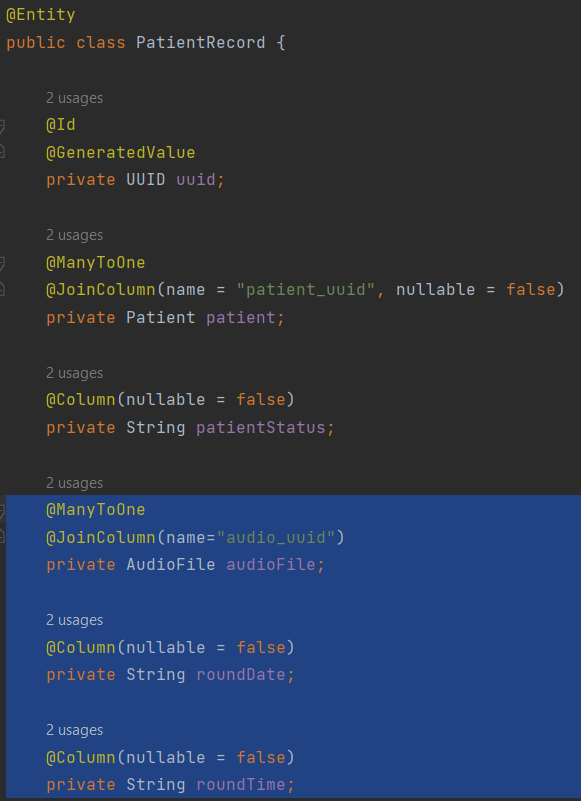 @Entity
public class PatientRecord {
2 usages
@Id
@GeneratedValue
private UUID uuid;
2 usages
@ManyToOne
@JoinColumn(name = "patient_uuid", nullable = false)
private Patient patient;
2 usages
@Column(nullable = false)
private String patientStatus;
2 usages
@ManyToOne
@JoinColumn(name="audio_uuid")
private AudioFile audioFile;
2 usages
@Column(nullable = false)
private String roundDate;
2 usages
@Column(nullable = false)
private String roundTime;